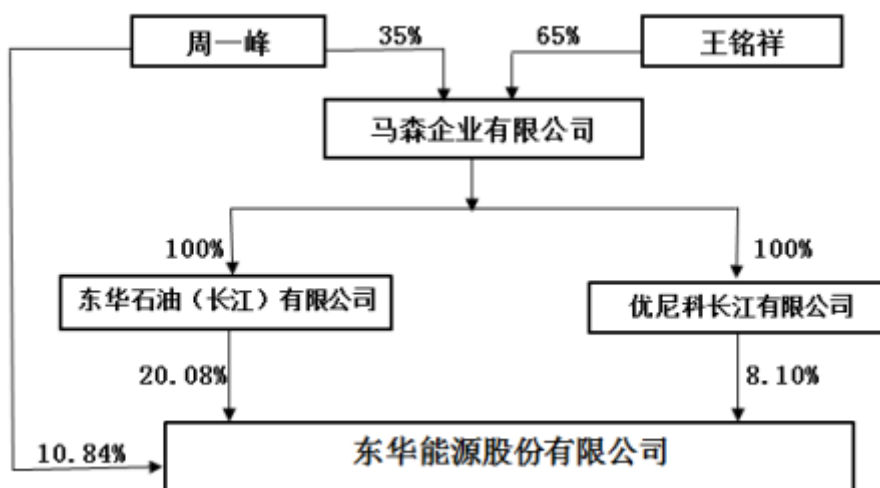 周一峰
35%
65%
王铭祥
马森企业有限公司
100%
100%
东华石油（长江）有限公司
优尼科长江有限公司
20.08%
8.10%
10.84%
东华能源股份有限公司